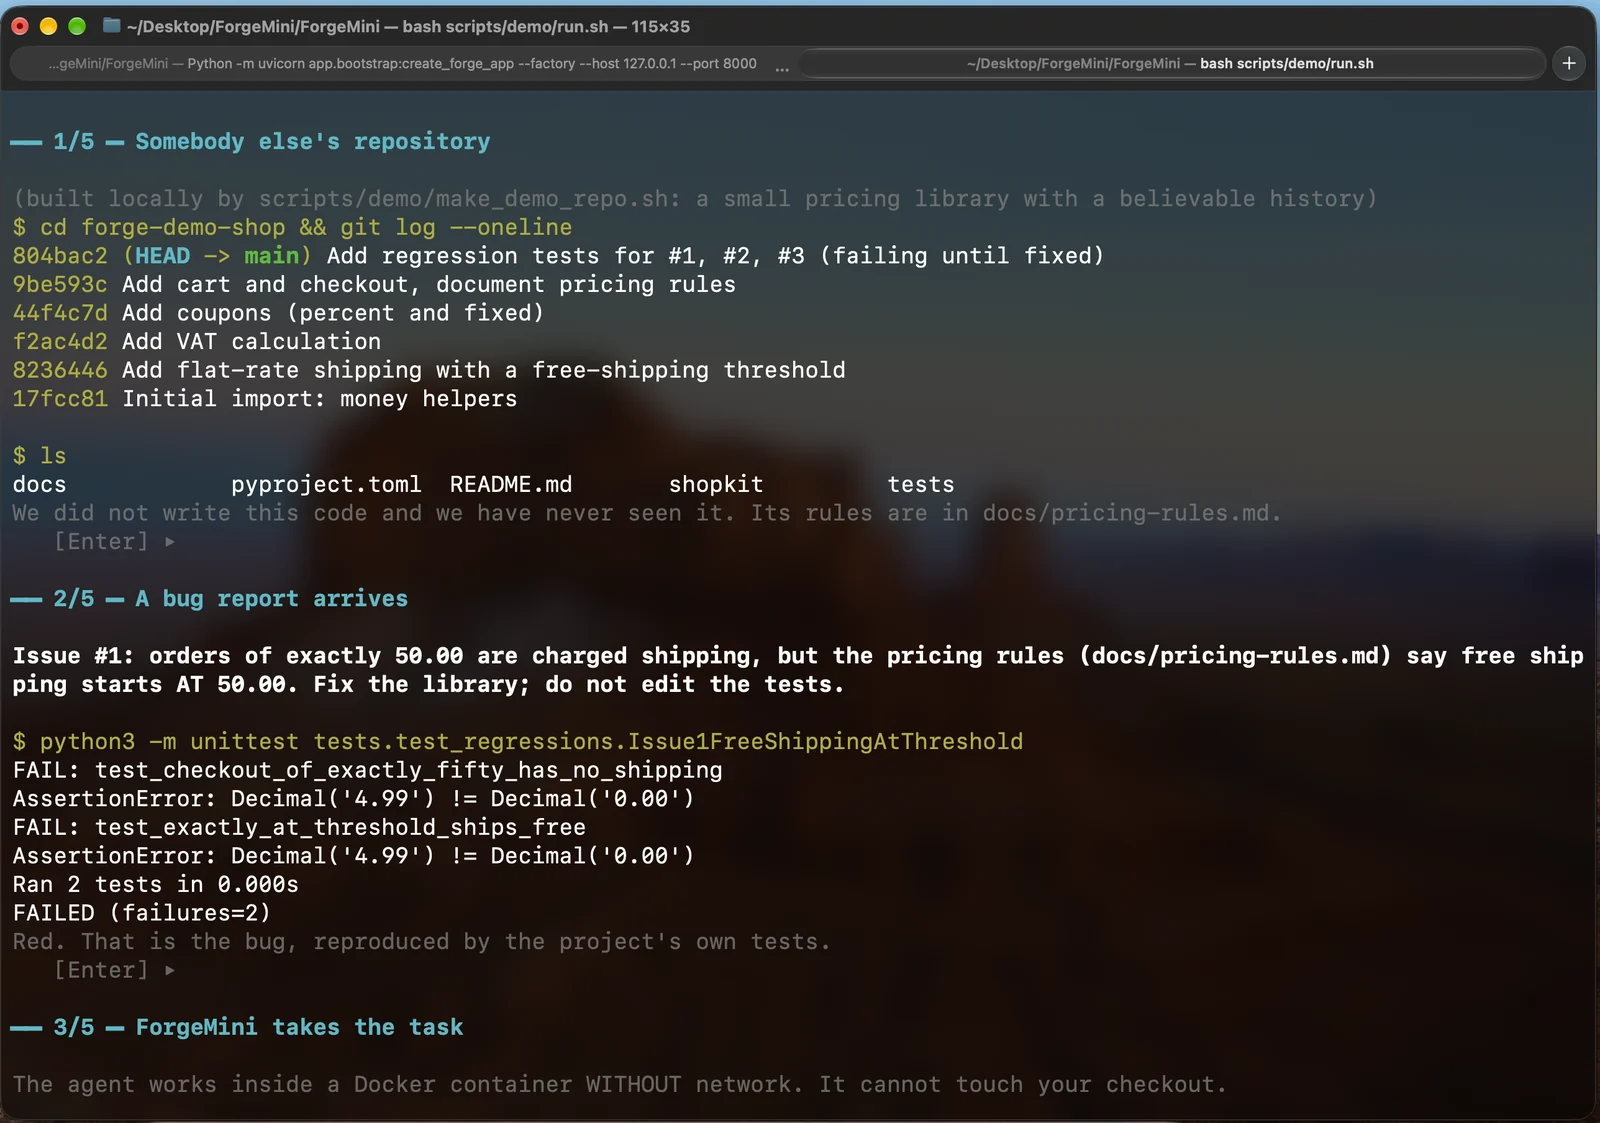 ~/Desktop/ForgeMini/ForgeMini — bash scripts/demo/run.sh — 115×35
...geMini/ForgeMini — Python -m uvicorn app.bootstrap:create_forge_app --factory --host 127.0.0.1 --port 8000 ...
~/Desktop/ForgeMini/ForgeMini — bash scripts/demo/run.sh
+
—— 1/5 — Somebody else's repository
(built locally by scripts/demo/make_demo_repo.sh: a small pricing library with a believable history)
$ cd forge-demo-shop && git log --oneline
804bac2 (HEAD -> main) Add regression tests for #1, #2, #3 (failing until fixed)
9be593c Add cart and checkout, document pricing rules
44f4c7d Add coupons (percent and fixed)
f2ac4d2 Add VAT calculation
8236446 Add flat-rate shipping with a free-shipping threshold
17fcc81 Initial import: money helpers
$ ls
docs pyproject.toml README.md shopkit tests
We did not write this code and we have never seen it. Its rules are in docs/pricing-rules.md.
[Enter] ▸
—— 2/5 — A bug report arrives
Issue #1: orders of exactly 50.00 are charged shipping, but the pricing rules (docs/pricing-rules.md) say free ship
ping starts AT 50.00. Fix the library; do not edit the tests.
$ python3 -m unittest tests.test_regressions.Issue1FreeShippingAtThreshold
FAIL: test_checkout_of_exactly_fifty_has_no_shipping
AssertionError: Decimal('4.99') != Decimal('0.00')
FAIL: test_exactly_at_threshold_ships_free
AssertionError: Decimal('4.99') != Decimal('0.00')
Ran 2 tests in 0.000s
FAILED (failures=2)
Red. That is the bug, reproduced by the project's own tests.
[Enter] ▸
—— 3/5 — ForgeMini takes the task
The agent works inside a Docker container WITHOUT network. It cannot touch your checkout.